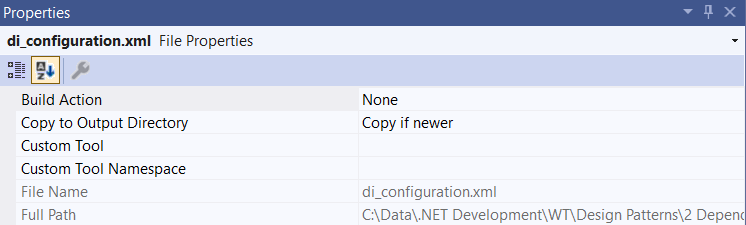 Properties
di_configuration.xml File Properties
Build Action None
Copy to Output Directory Copy if newer
Custom Tool
Custom Tool Namespace
File Name di_configuration.xml
Full Path C:\Data\.NET Development\WT\Design Patterns\2 Depend